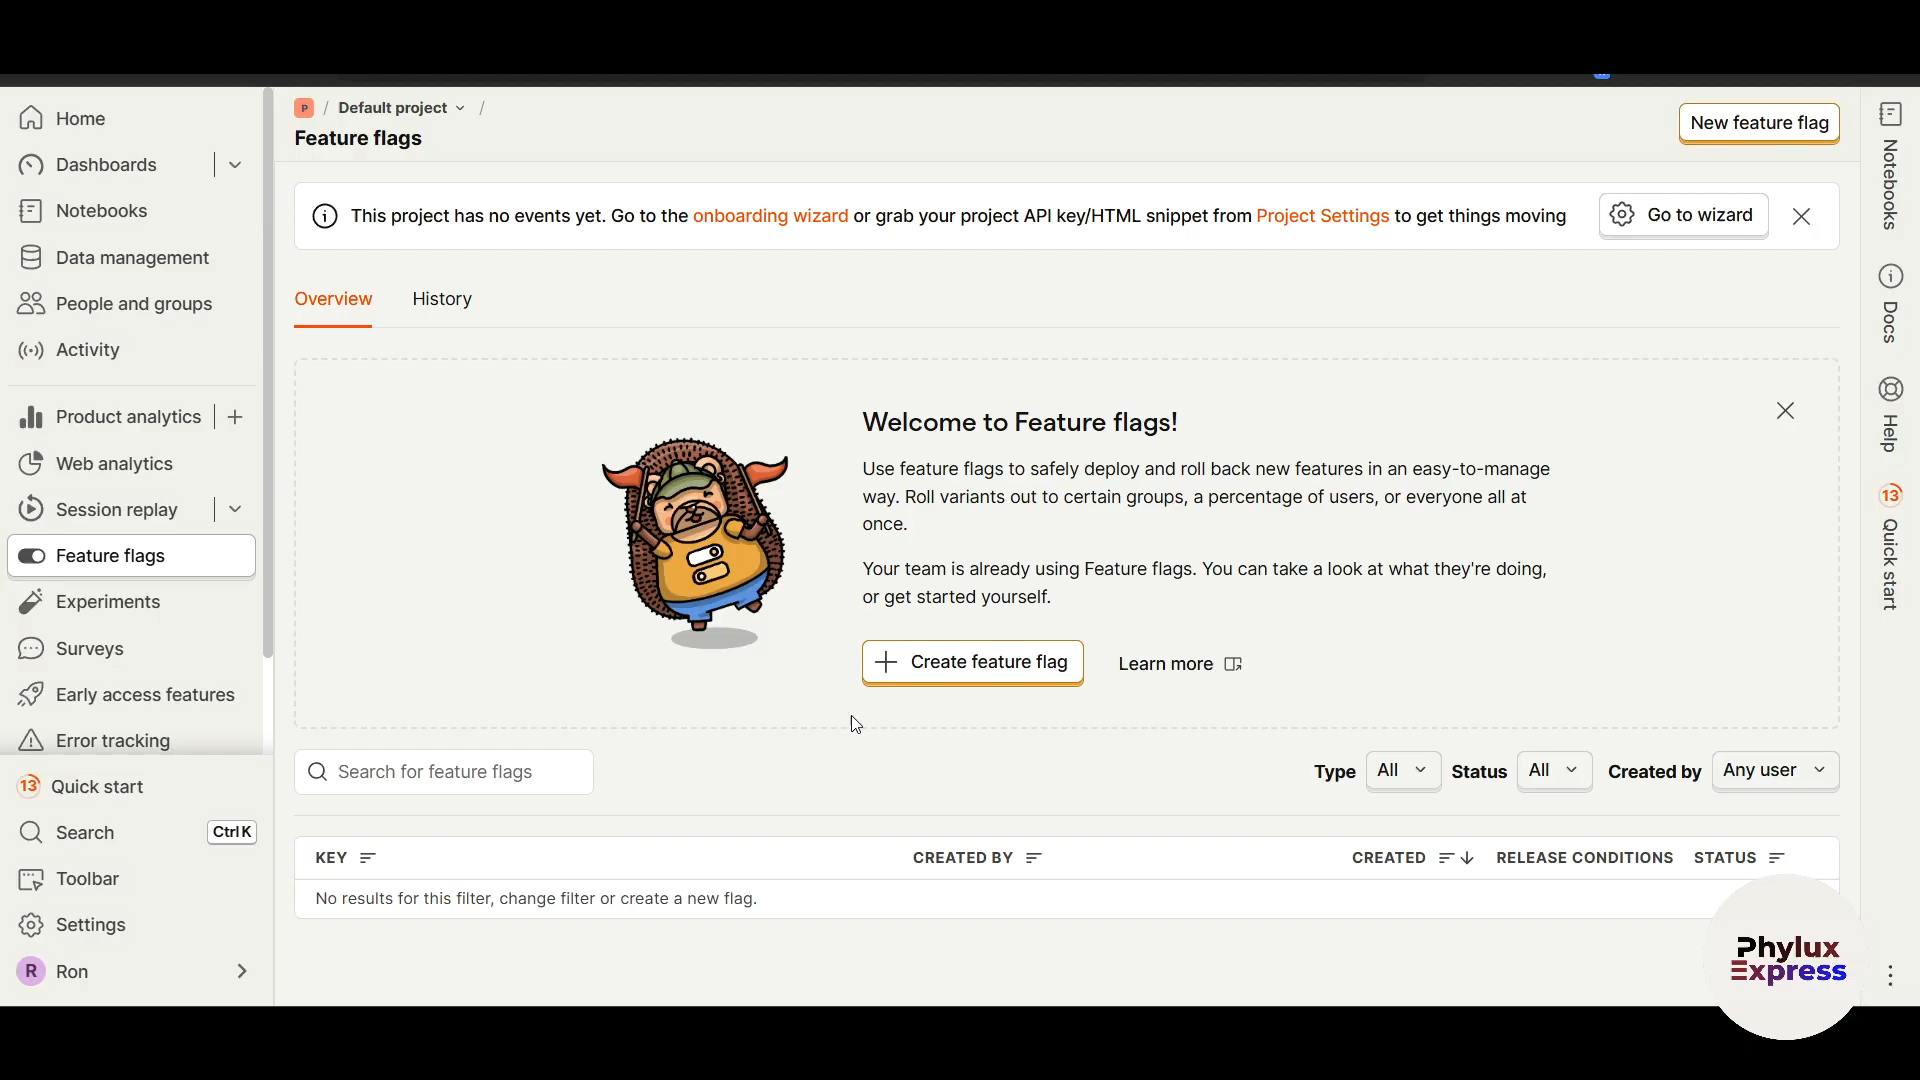 Home
Dashboards
Notebooks
Data management
People and groups
Activity
Product analytics
Web analytics
Session replay
Feature flags
Experiments
Surveys
Early access features
Error tracking
13 Quick start
Search Ctrl K
Toolbar
Settings
R Ron
P / Default project /
Feature flags
New feature flag
This project has no events yet. Go to the onboarding wizard or grab your project API key/HTML snippet from Project Settings to get things moving
Go to wizard
Overview History
Welcome to Feature flags!
Use feature flags to safely deploy and roll back new features in an easy-to-manage
way. Roll variants out to certain groups, a percentage of users, or everyone all at
once.
Your team is already using Feature flags. You can take a look at what they're doing,
or get started yourself.
Create feature flag Learn more
Search for feature flags
Type All Status All Created by Any user
KEY CREATED BY CREATED RELEASE CONDITIONS STATUS
No results for this filter, change filter or create a new flag.
Notebooks
Docs
Help
13 Quick start
Phylux
Express